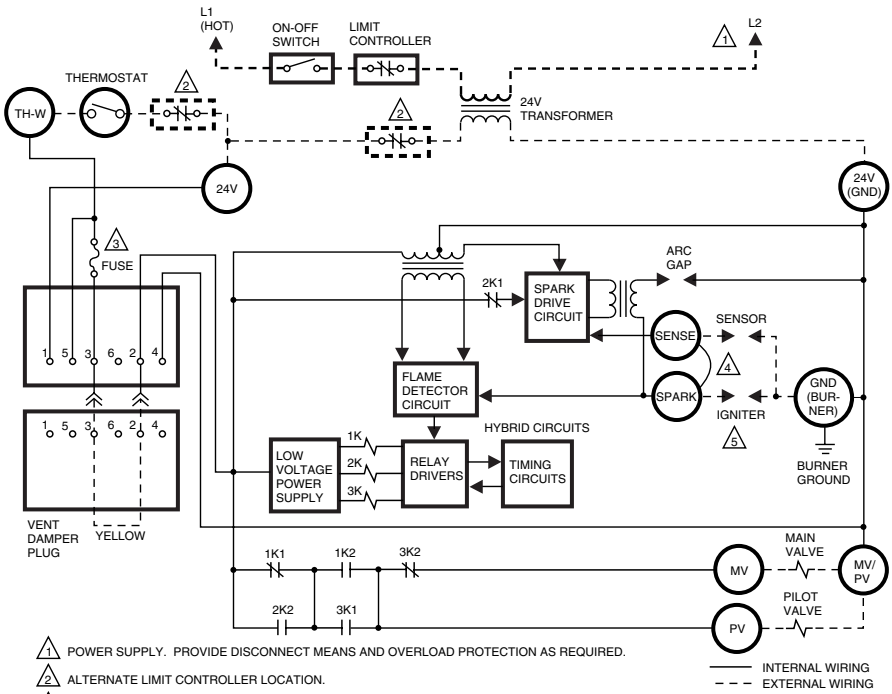 L1
(HOT)
ON-OFF
SWITCH
LIMIT
CONTROLLER
1
L2
THERMOSTAT
2
TH-W
2
24V
TRANSFORMER
24V
24V
(GND)
3
FUSE
2K1
SPARK
DRIVE
CIRCUIT
ARC
GAP
SENSOR
SENSE
4
1 5 3 6 2 4
FLAME
DETECTOR
CIRCUIT
SPARK
IGNITER
5
GND
(BUR-
NER)
BURNER
GROUND
1 5 3 6 2 4
HYBRID CIRCUITS
LOW
VOLTAGE
POWER
SUPPLY
1K
2K
3K
RELAY
DRIVERS
TIMING
CIRCUITS
VENT
DAMPER
PLUG
YELLOW
1K1
1K2
3K2
MV
MAIN
VALVE
MV/
PV
2K2
3K1
PV
PILOT
VALVE
1 POWER SUPPLY. PROVIDE DISCONNECT MEANS AND OVERLOAD PROTECTION AS REQUIRED.
2 ALTERNATE LIMIT CONTROLLER LOCATION.
INTERNAL WIRING
EXTERNAL WIRING